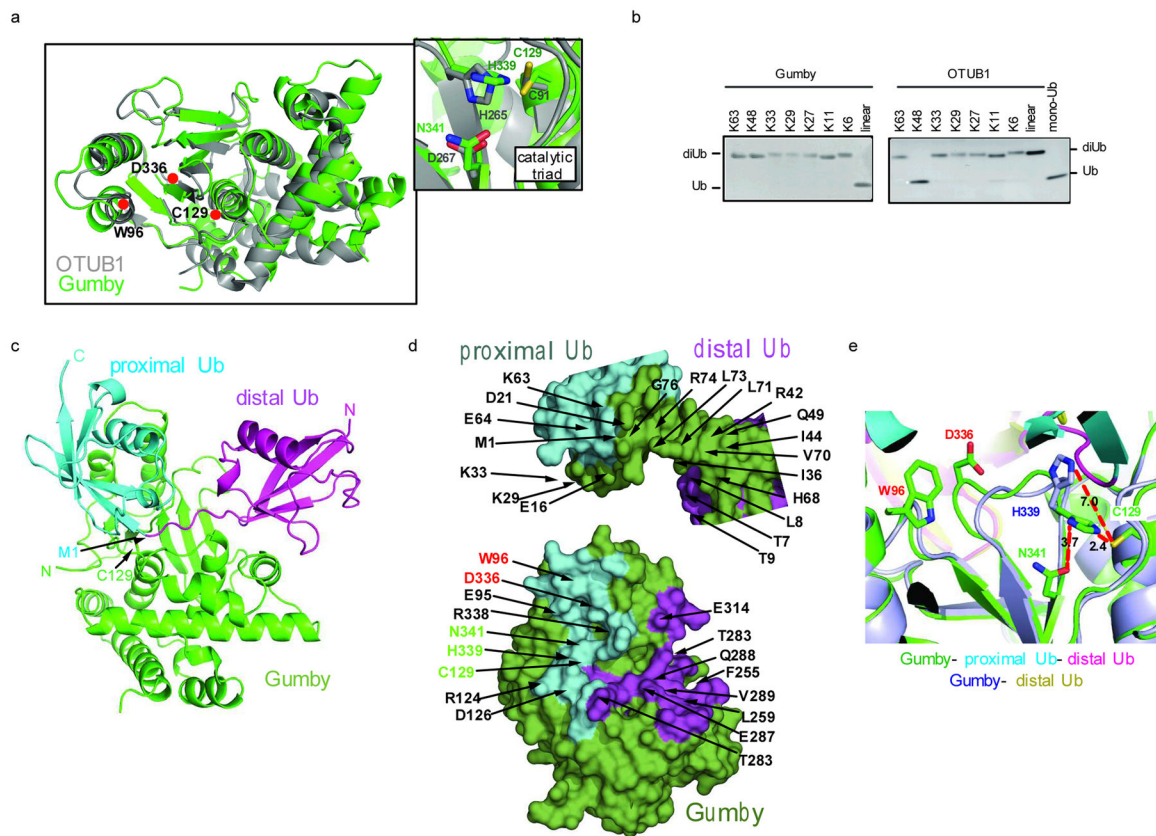 a
D336
C129
W96
OTUB1
Gumby
C129
H339
C91
H265
N341
D267
catalytic
triad
b
Gumby
OTUB1
K63 K48 K33 K29 K27 K11 K6 linear
K63 K48 K33 K29 K27 K11 K6 linear mono-Ub
diUb
Ub
diUb
Ub
c
C
proximal Ub
distal Ub
N
M1
N
C129
Gumby
d
proximal Ub
distal Ub
K63
D21
E64
M1
K33
K29
E16
G76
R74
L73
L71
R42
Q49
I44
V70
I36
H68
L8
T7
T9
W96
D336
E95
R338
N341
H339
C129
R124
D126
E314
T283
Q288
F255
V289
L259
E287
T283
Gumby
e
D336
W96
H339
7.0
C129
3.7
2.4
N341
Gumby- proximal Ub- distal Ub
Gumby- distal Ub